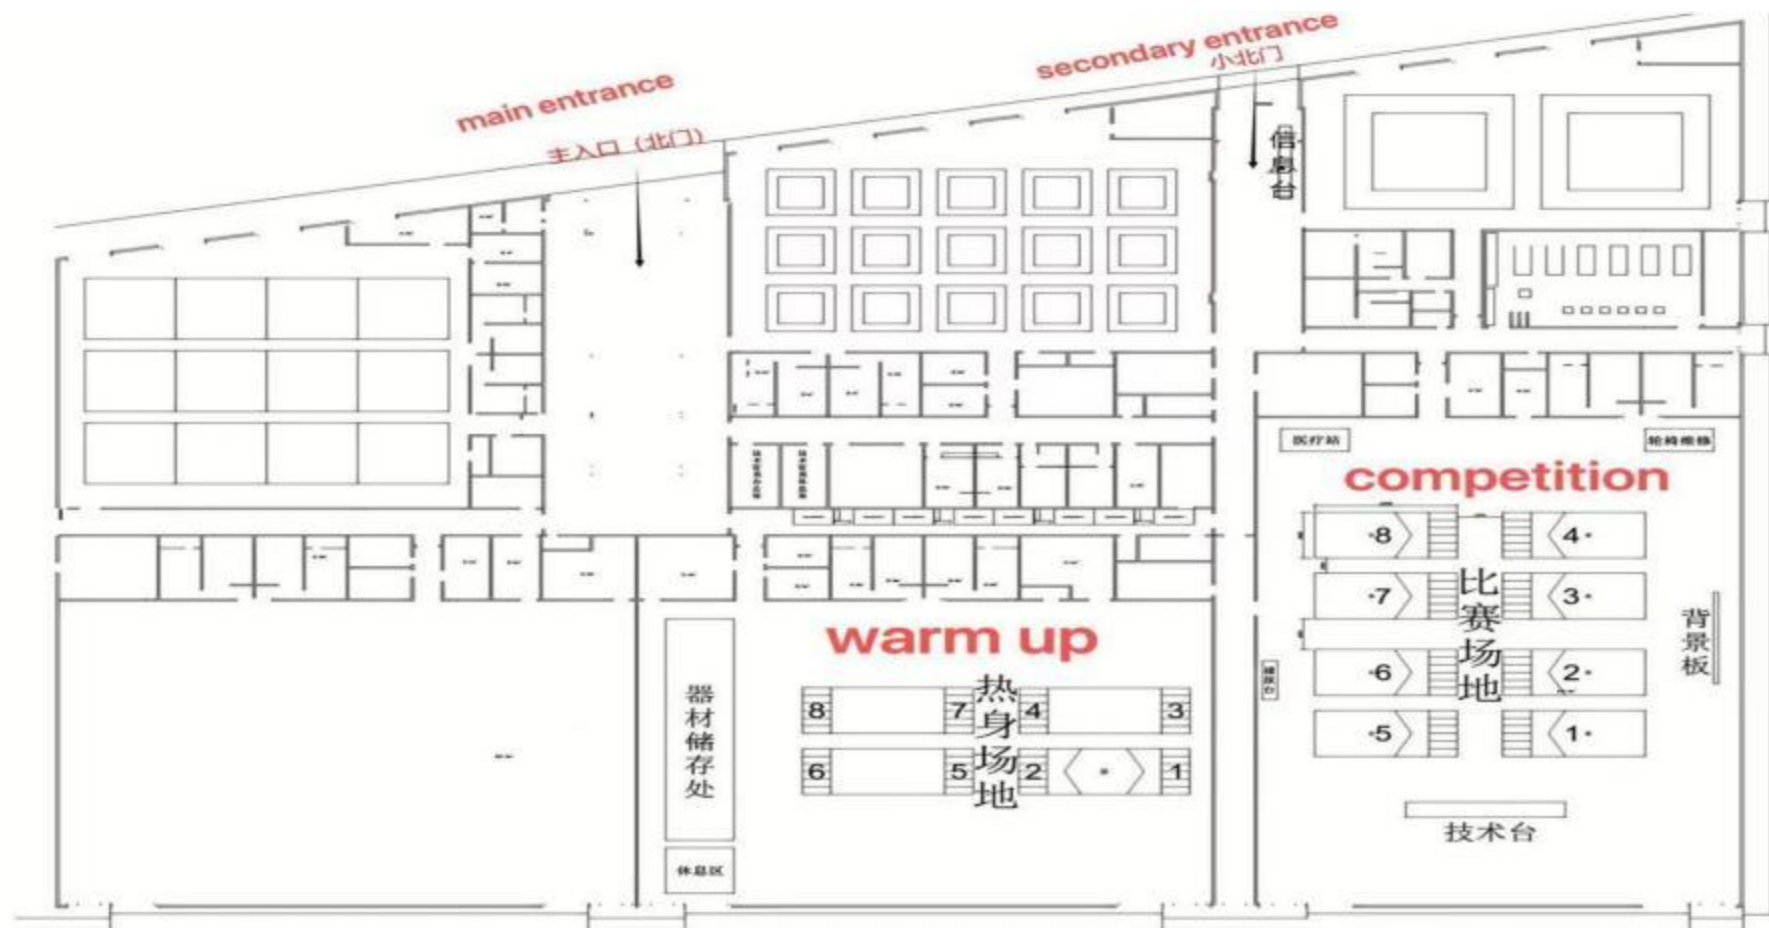 main entrance
主入口（北门）
secondary entrance
小北门
信息台
医疗站
轮椅维修
competition
8
4
7
3
6
2
5
1
比赛场地
背景板
技术台
warm up
热身场地
8
7
4
3
6
5
2
1
器材储存处
休息区